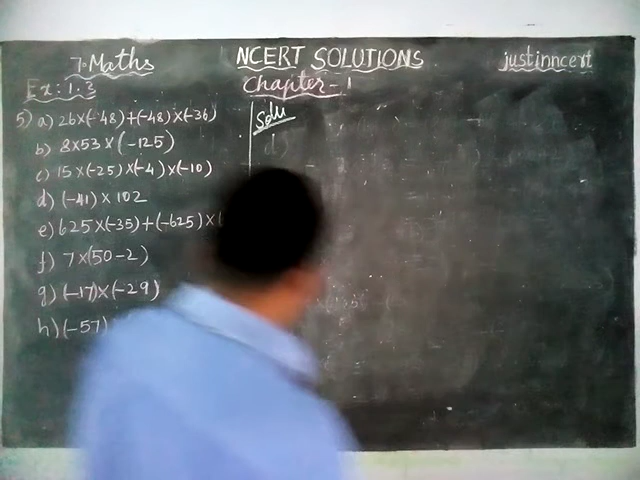 7.Maths NCERT SOLUTIONS justinncert
Ex: 1.3 Chapter - 1
5) a) 26×(-48)+(-48)×(-36) Solu
b) 8×53×(-125)
c) 15×(-25)×(-4)×(-10)
d) (-41)×102
e) 625×(-35)+(-625)×
f) 7×(50-2)
g) (-17)×(-29)
h) (-57)